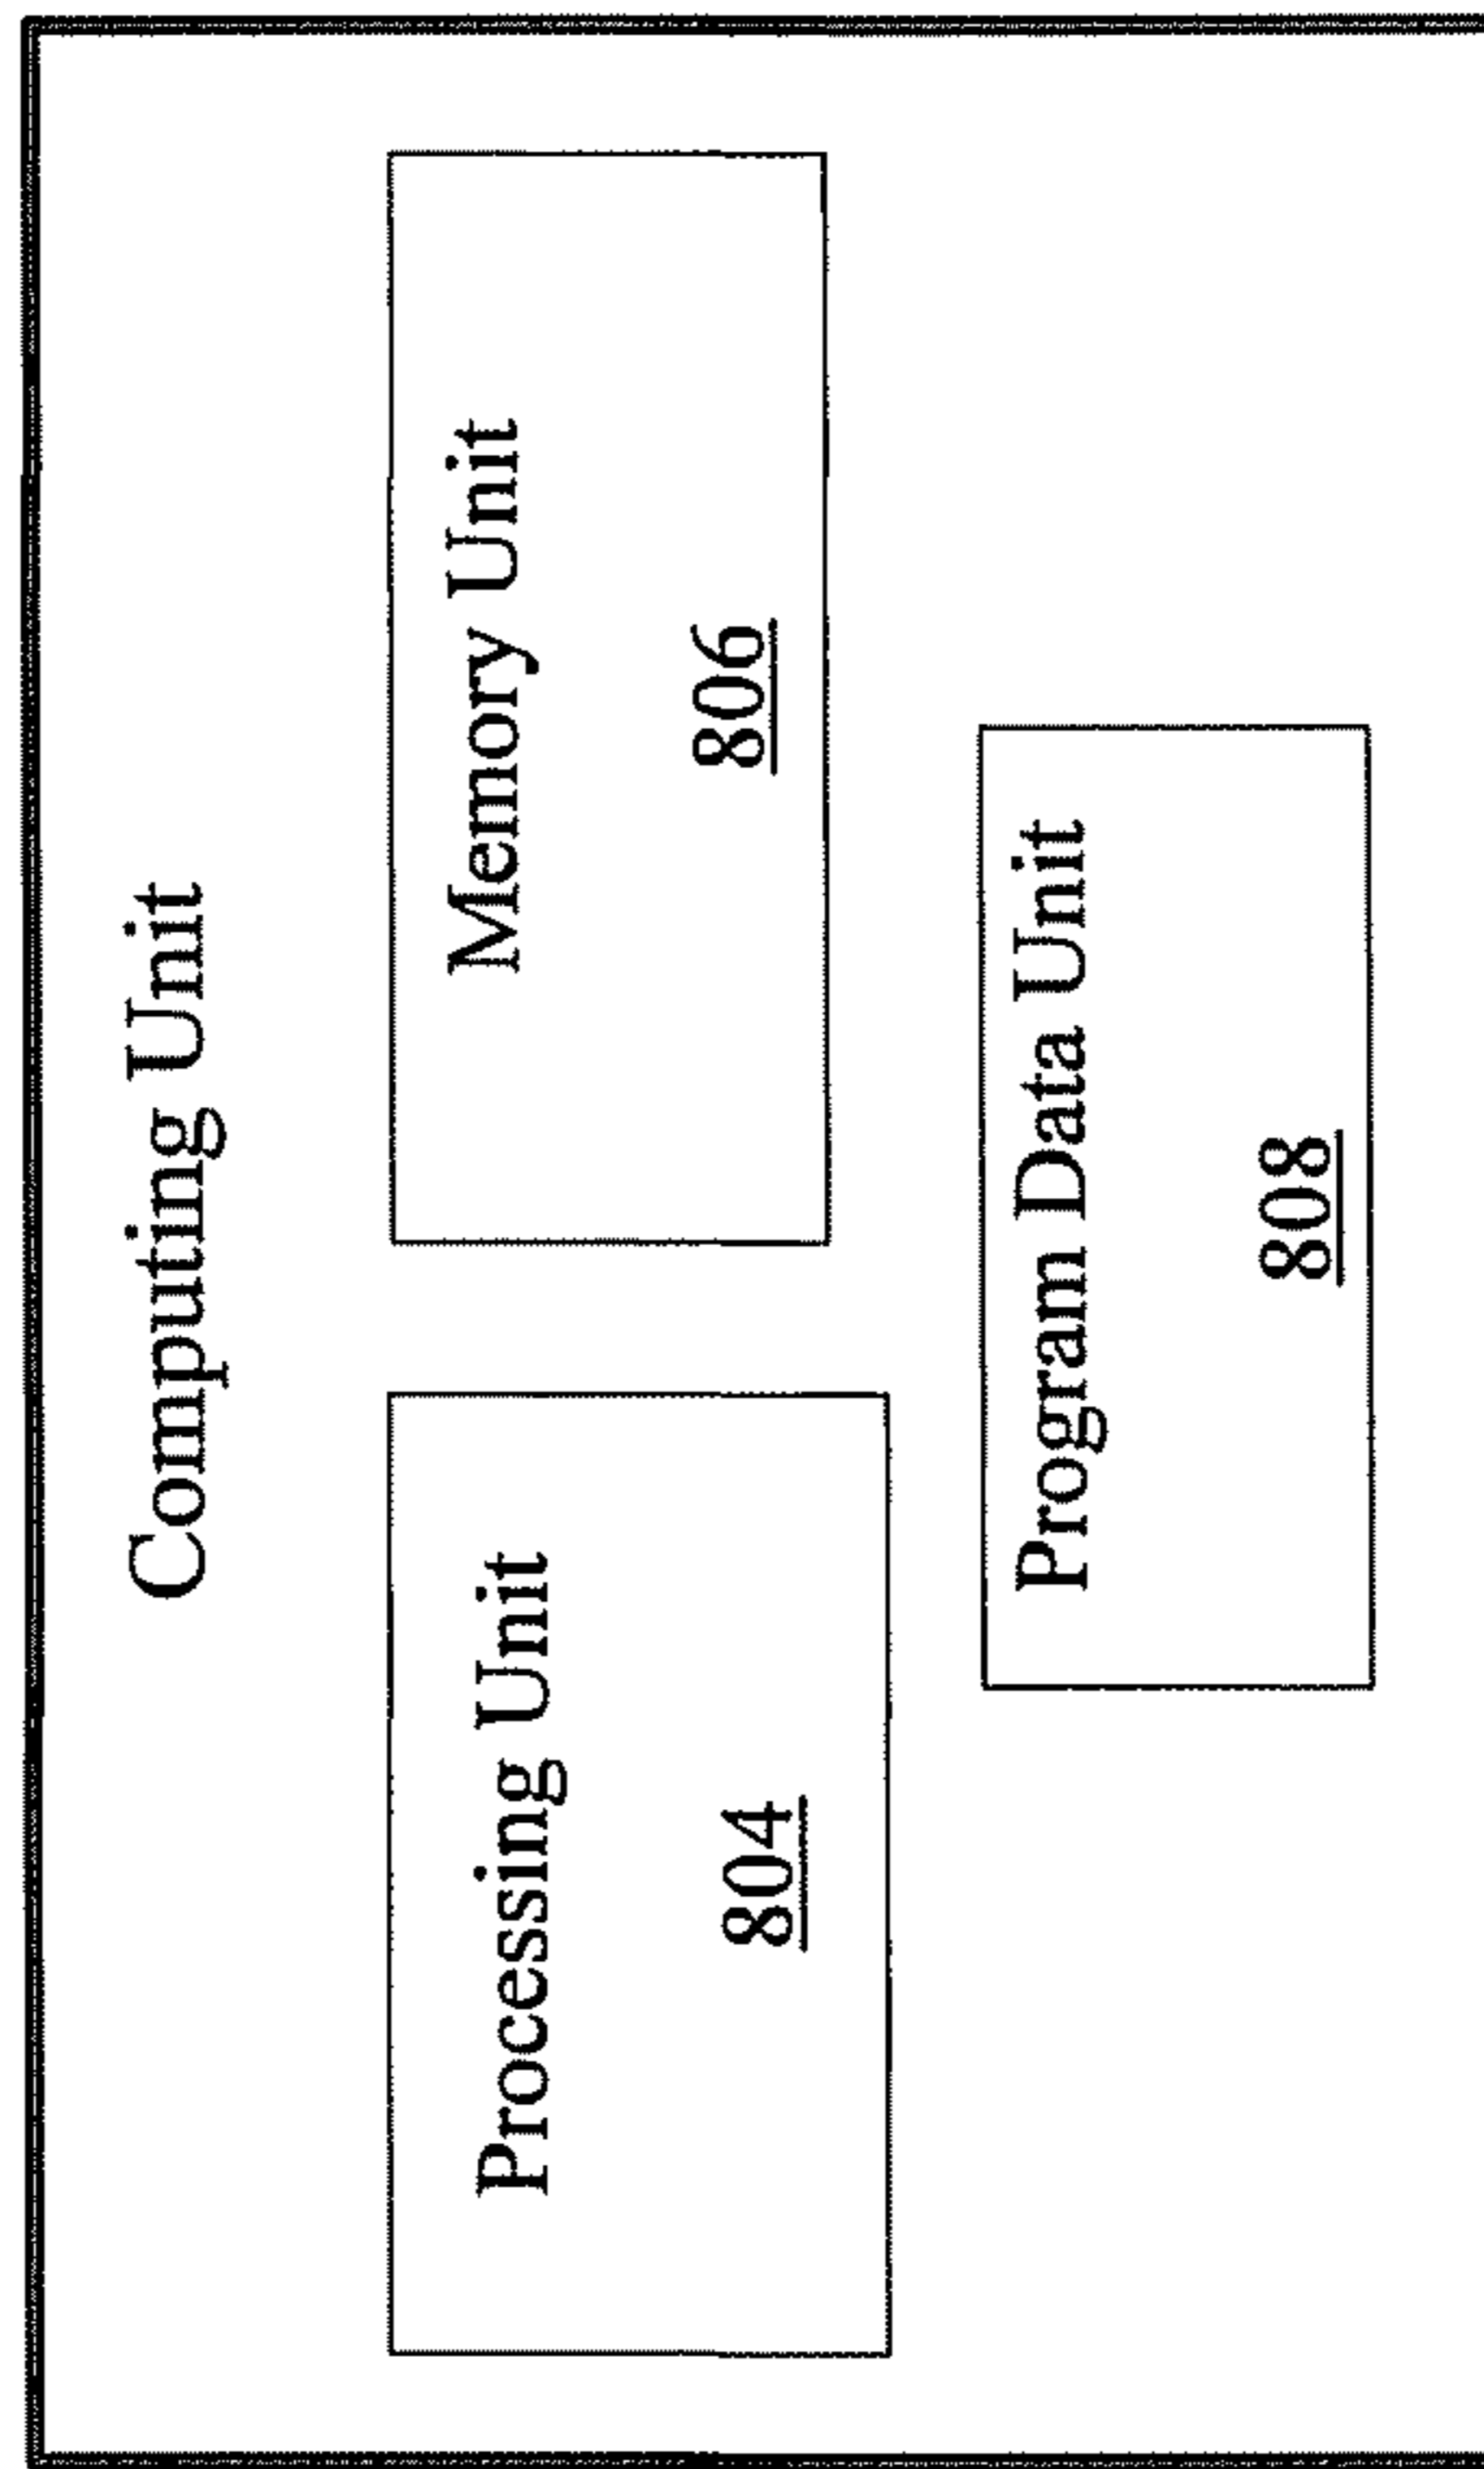 Computing Unit
Processing Unit
804
Memory Unit
806
Program Data Unit
808